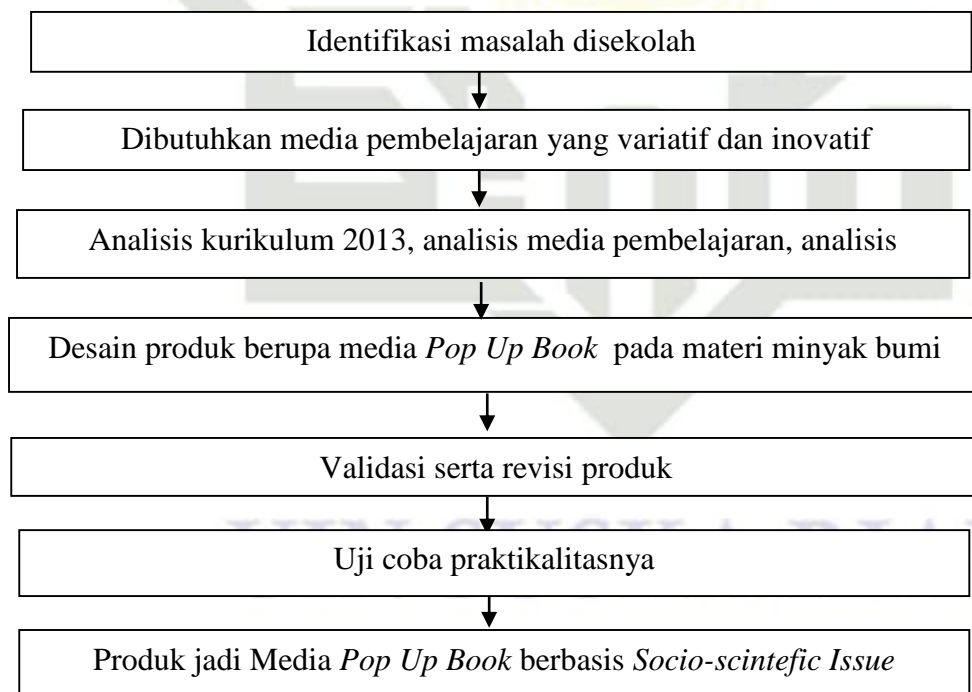 Identifikasi masalah disekolah
Dibutuhkan media pembelajaran yang variatif dan inovatif
Analisis kurikulum 2013, analisis media pembelajaran, analisis
Desain produk berupa media Pop Up Book pada materi minyak bumi
Validasi serta revisi produk
Uji coba praktikalitasnya
Produk jadi Media Pop Up Book berbasis Socio-scintefic Issue